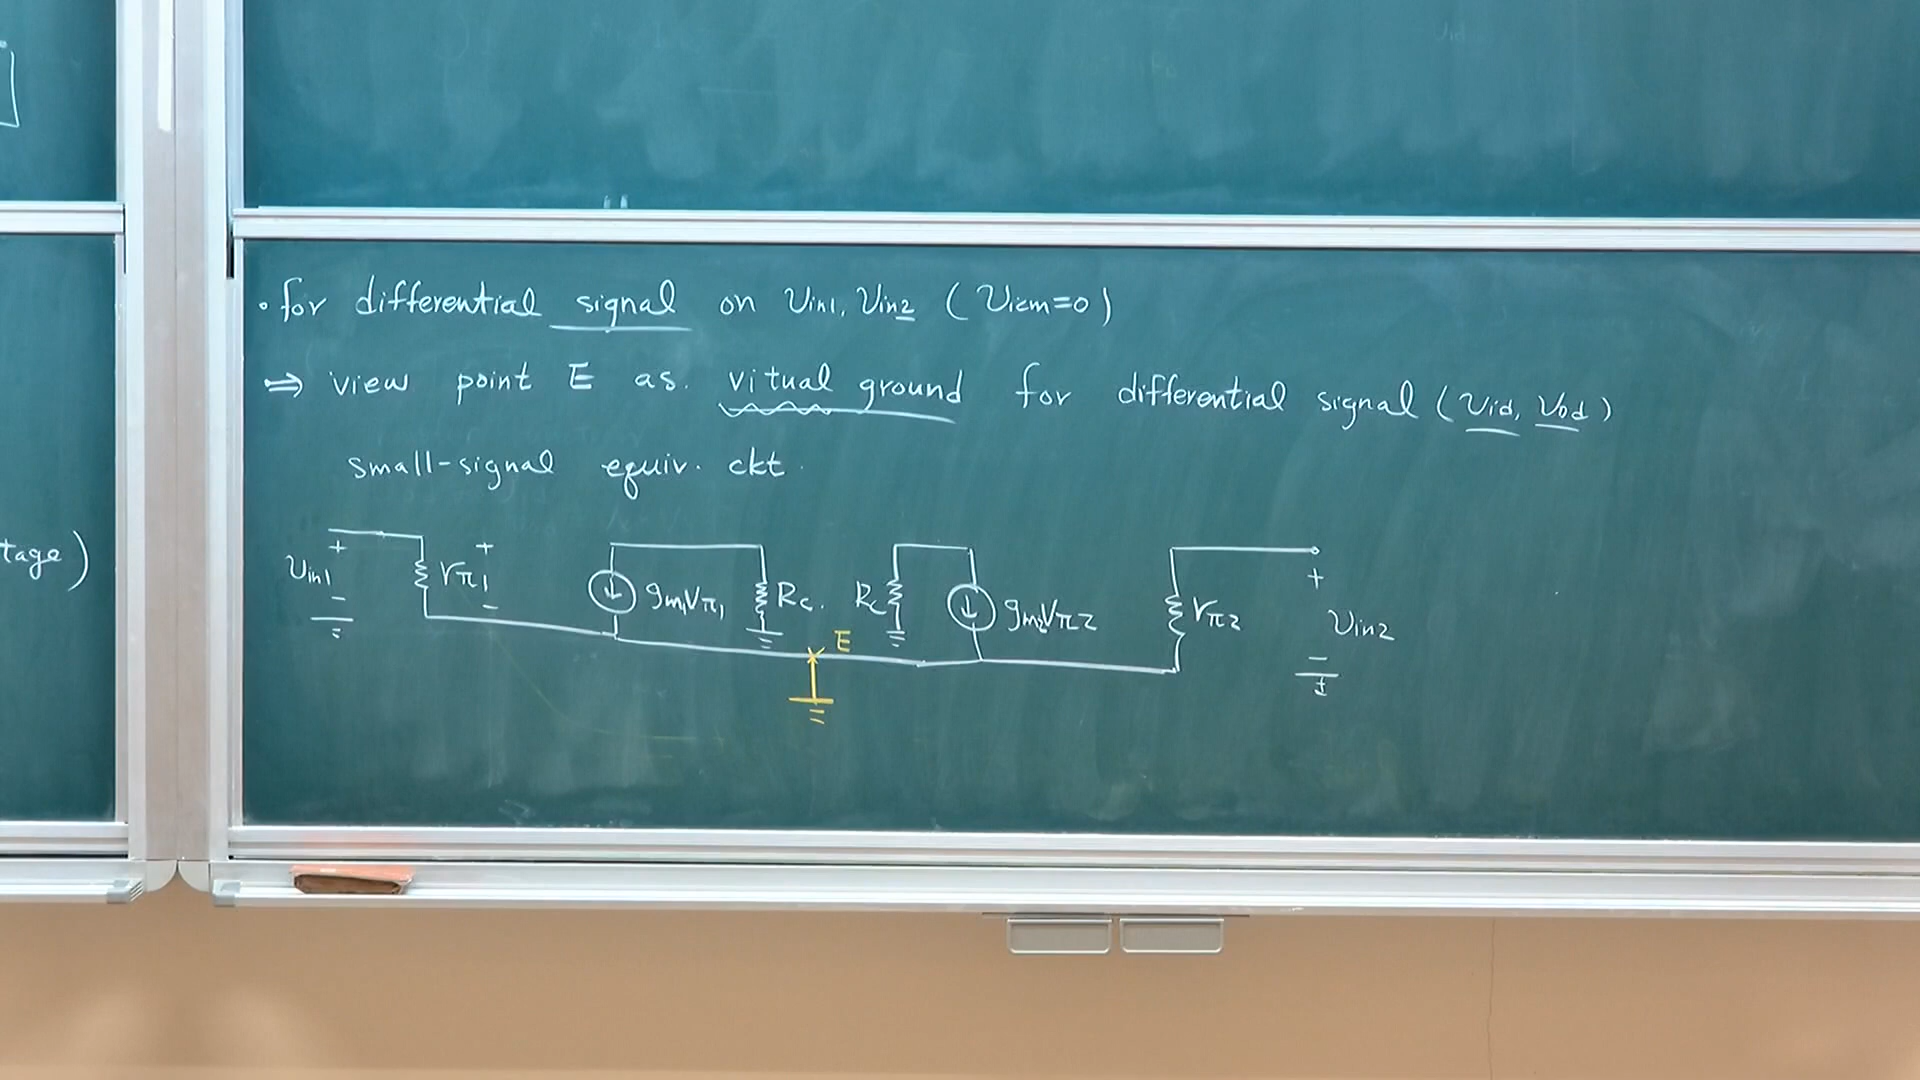 tage)
• for differential signal on Vin1, Vin2 (Vicm=0)
⇒ view point E as. vitual ground for differential signal (Vid, Vod)
small-signal equiv. ckt.
Vin1 + − rπ1 + − gm1Vπ1 Rc. Rc gm2Vπ2 rπ2 + − Vin2
E